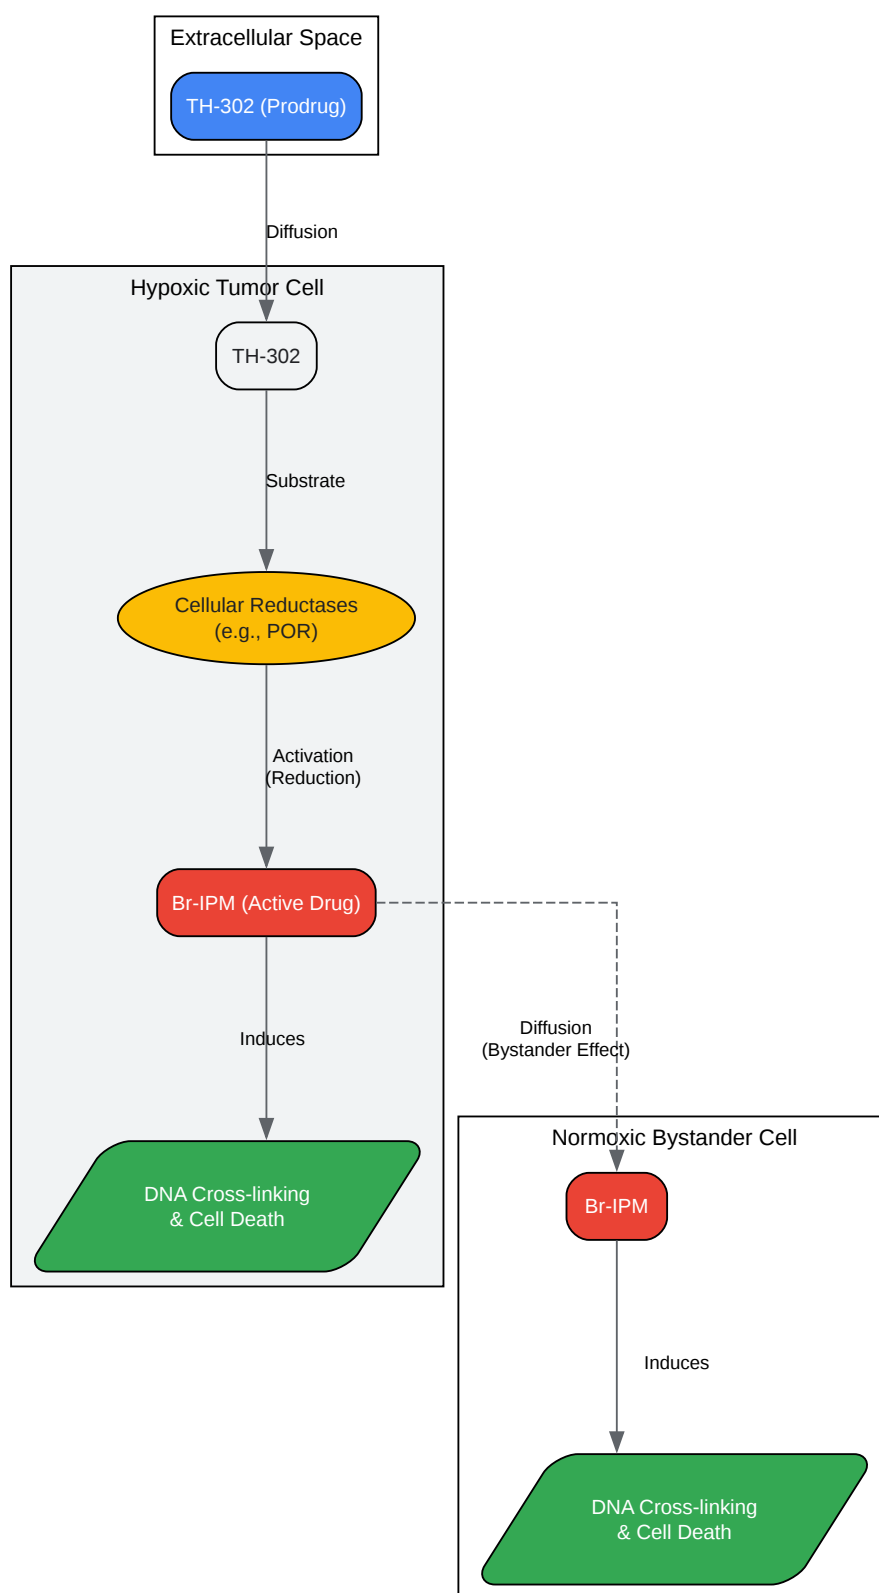 Extracellular Space
TH-302 (Prodrug)
Diffusion
Hypoxic Tumor Cell
TH-302
Substrate
Cellular Reductases
(e.g., POR)
Activation
(Reduction)
Br-IPM (Active Drug)
Induces
DNA Cross-linking
& Cell Death
Diffusion
(Bystander Effect)
Normoxic Bystander Cell
Br-IPM
Induces
DNA Cross-linking
& Cell Death